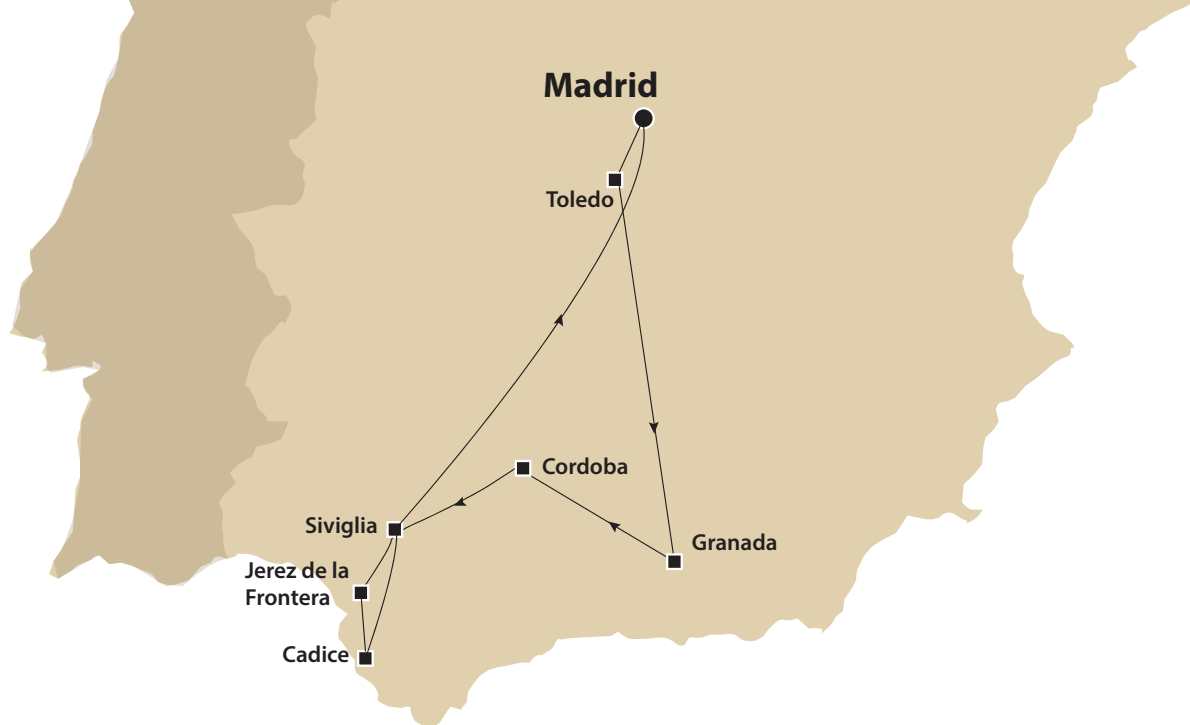 Madrid
Toledo
Cordoba
Siviglia
Granada
Jerez de la
Frontera
Cadice